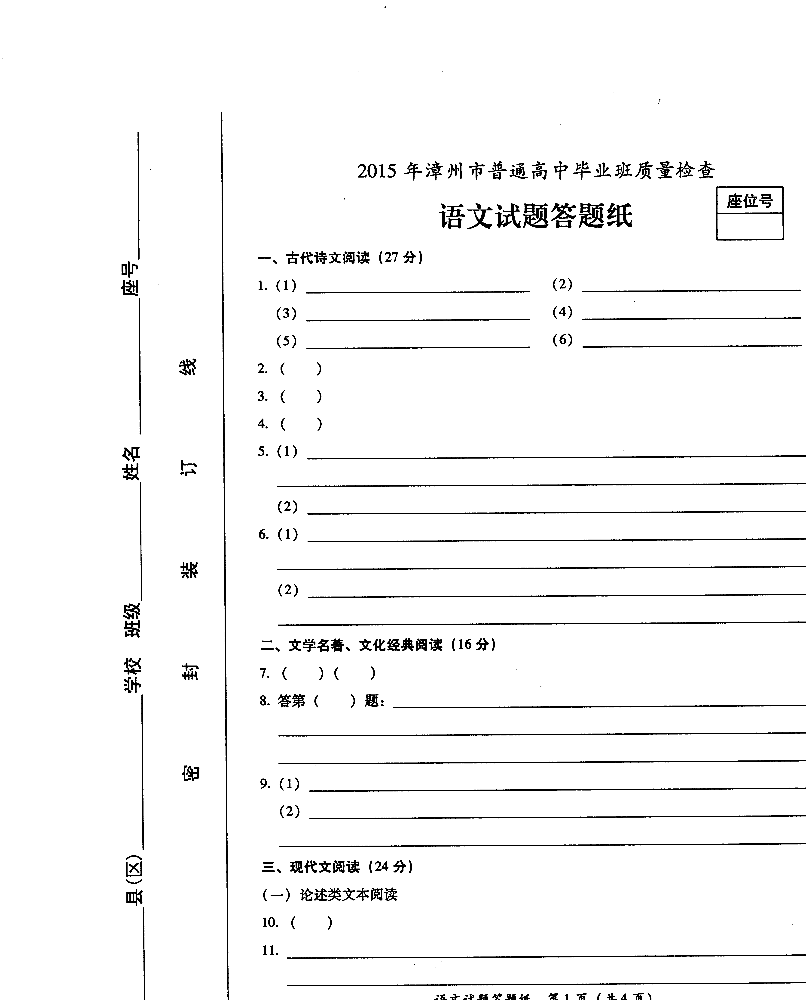 2015 年漳州市普通高中毕业班质量检查
语文试题答题纸
座位号
一、古代诗文阅读（27 分）
1.（1） （2）
（3） （4）
（5） （6）
2.（ ）
3.（ ）
4.（ ）
5.（1）
（2）
6.（1）
（2）
二、文学名著、文化经典阅读（16 分）
7.（ ）（ ）
8. 答第（ ）题：
9.（1）
（2）
三、现代文阅读（24 分）
（一）论述类文本阅读
10.（ ）
11.
语文试题答题纸 第 1 页（共 4 页）
县(区) 学校 班级 姓名 座号
密 封 装 订 线